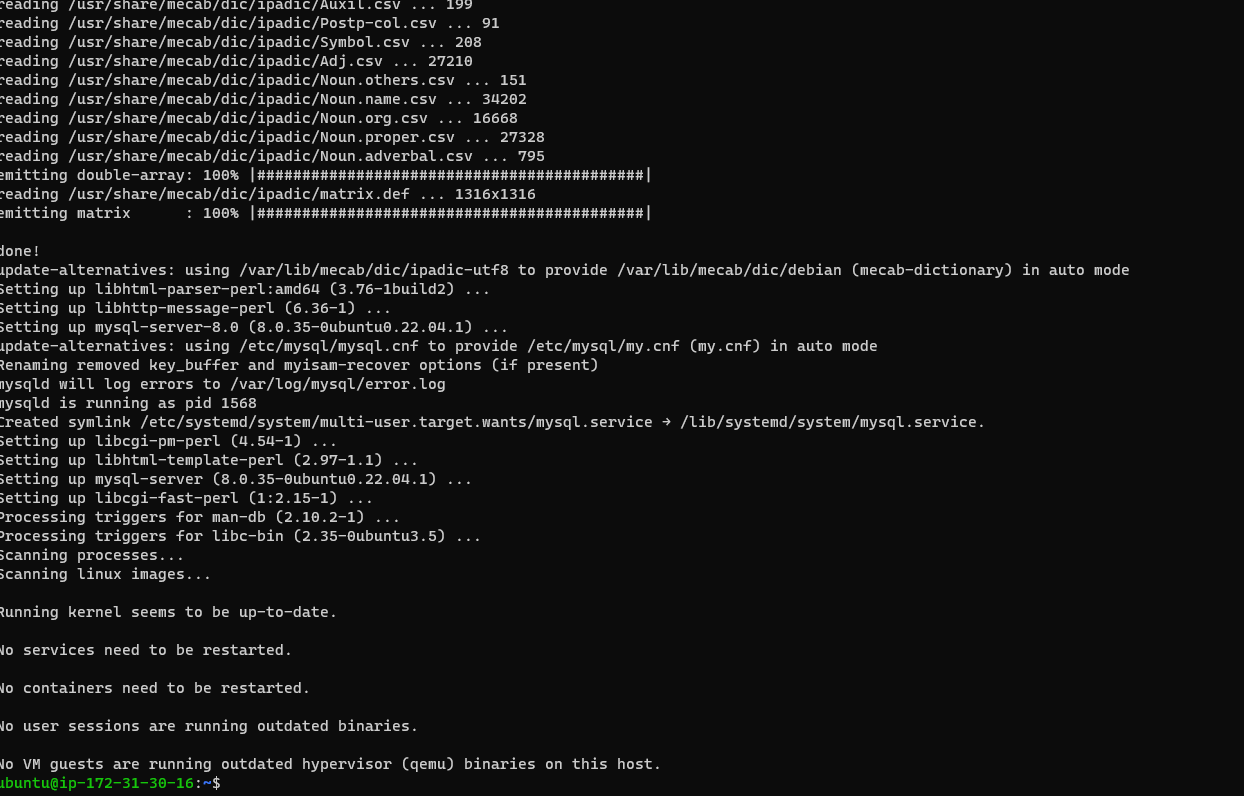 reading /usr/share/mecab/dic/ipadic/Auxil.csv ... 199
reading /usr/share/mecab/dic/ipadic/Postp-col.csv ... 91
reading /usr/share/mecab/dic/ipadic/Symbol.csv ... 208
reading /usr/share/mecab/dic/ipadic/Adj.csv ... 27210
reading /usr/share/mecab/dic/ipadic/Noun.others.csv ... 151
reading /usr/share/mecab/dic/ipadic/Noun.name.csv ... 34202
reading /usr/share/mecab/dic/ipadic/Noun.org.csv ... 16668
reading /usr/share/mecab/dic/ipadic/Noun.proper.csv ... 27328
reading /usr/share/mecab/dic/ipadic/Noun.adverbal.csv ... 795
emitting double-array: 100% |###########################################|
reading /usr/share/mecab/dic/ipadic/matrix.def ... 1316x1316
emitting matrix      : 100% |###########################################|

done!
update-alternatives: using /var/lib/mecab/dic/ipadic-utf8 to provide /var/lib/mecab/dic/debian (mecab-dictionary) in auto mode
Setting up libhtml-parser-perl:amd64 (3.76-1build2) ...
Setting up libhttp-message-perl (6.36-1) ...
Setting up mysql-server-8.0 (8.0.35-0ubuntu0.22.04.1) ...
update-alternatives: using /etc/mysql/mysql.cnf to provide /etc/mysql/my.cnf (my.cnf) in auto mode
Renaming removed key_buffer and myisam-recover options (if present)
mysqld will log errors to /var/log/mysql/error.log
mysqld is running as pid 1568
Created symlink /etc/systemd/system/multi-user.target.wants/mysql.service → /lib/systemd/system/mysql.service.
Setting up libcgi-pm-perl (4.54-1) ...
Setting up libhtml-template-perl (2.97-1.1) ...
Setting up mysql-server (8.0.35-0ubuntu0.22.04.1) ...
Setting up libcgi-fast-perl (1:2.15-1) ...
Processing triggers for man-db (2.10.2-1) ...
Processing triggers for libc-bin (2.35-0ubuntu3.5) ...
Scanning processes...
Scanning linux images...

Running kernel seems to be up-to-date.

No services need to be restarted.

No containers need to be restarted.

No user sessions are running outdated binaries.

No VM guests are running outdated hypervisor (qemu) binaries on this host.
ubuntu@ip-172-31-30-16:~$